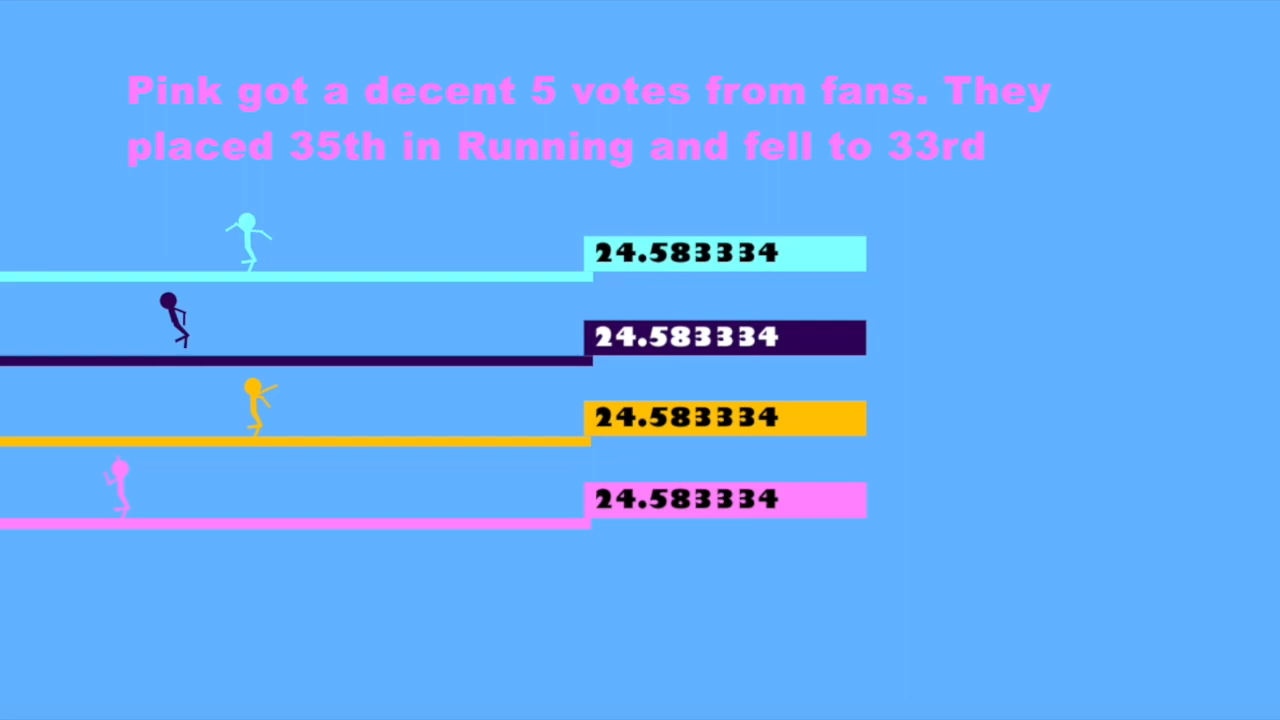 Pink got a decent 5 votes from fans. They
placed 35th in Running and fell to 33rd
24.583334
24.583334
24.583334
24.583334